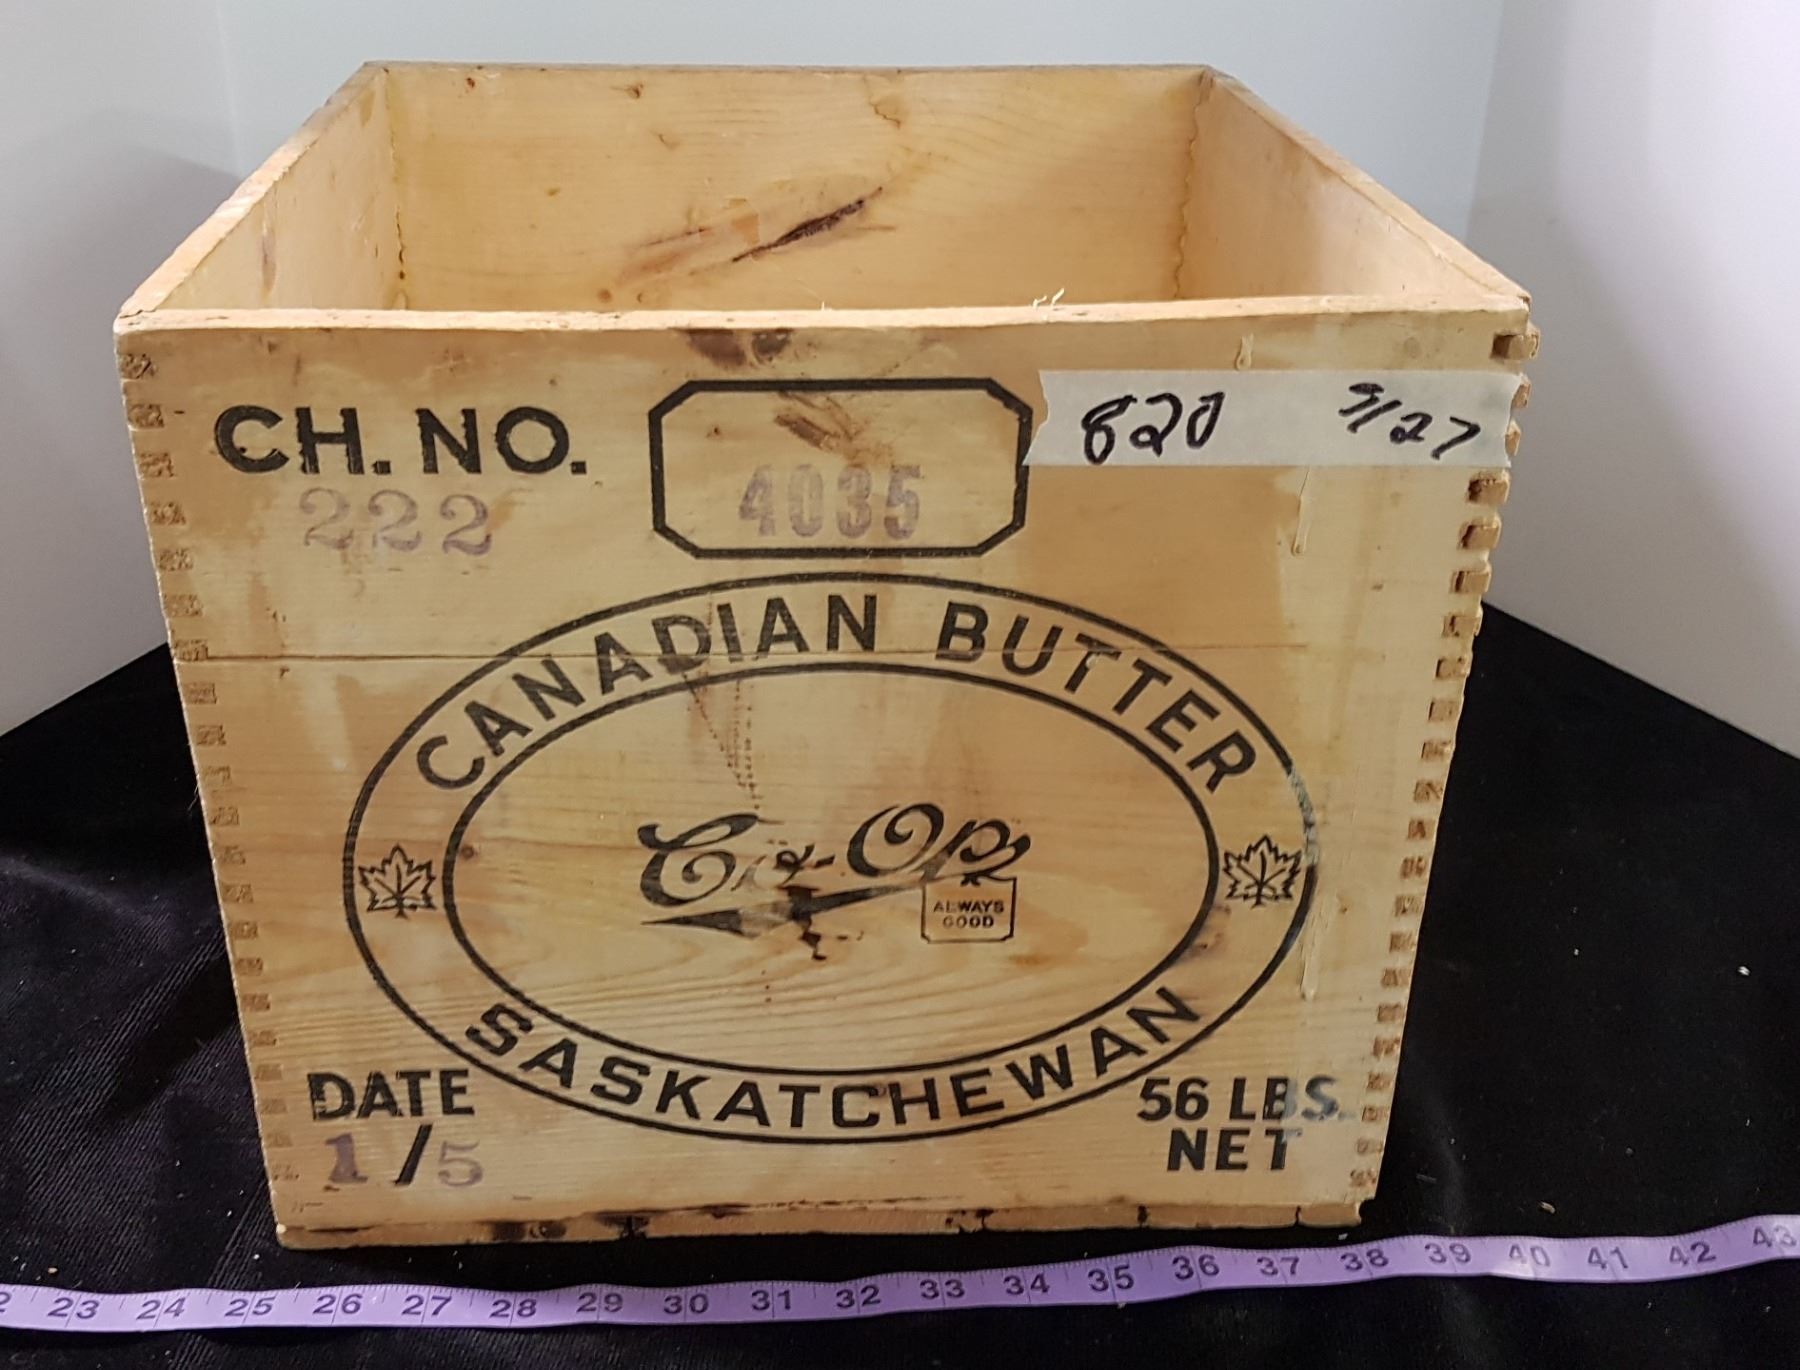 CH. NO.
222
4035
820 3/27
CANADIAN BUTTER
Co-Op
ALWAYS
GOOD
SASKATCHEWAN
DATE
1/5
56 LBS.
NET
23 24 25 26 27 28 29 30 31 32 33 34 35 36 37 38 39 40 41 42 43